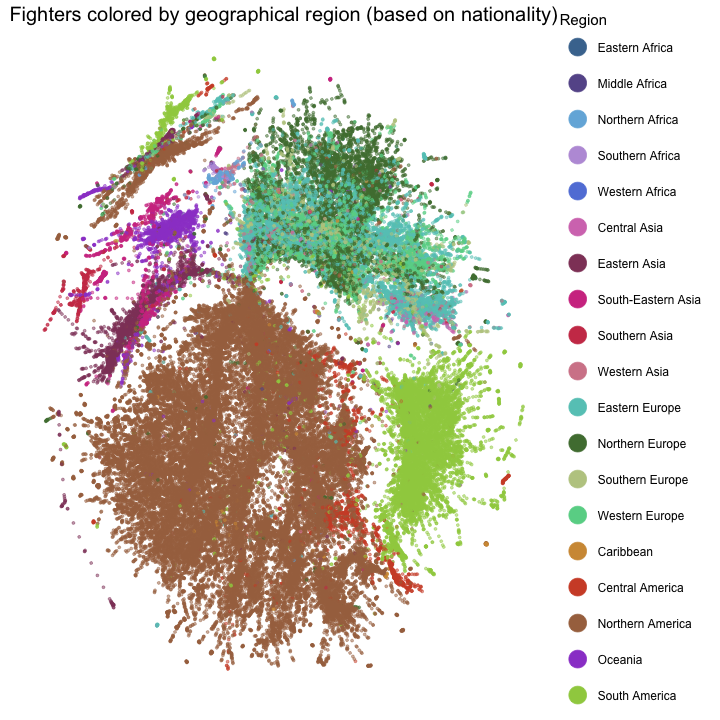 Fighters colored by geographical region (based on nationality)
Region
Eastern Africa
Middle Africa
Northern Africa
Southern Africa
Western Africa
Central Asia
Eastern Asia
South-Eastern Asia
Southern Asia
Western Asia
Eastern Europe
Northern Europe
Southern Europe
Western Europe
Caribbean
Central America
Northern America
Oceania
South America